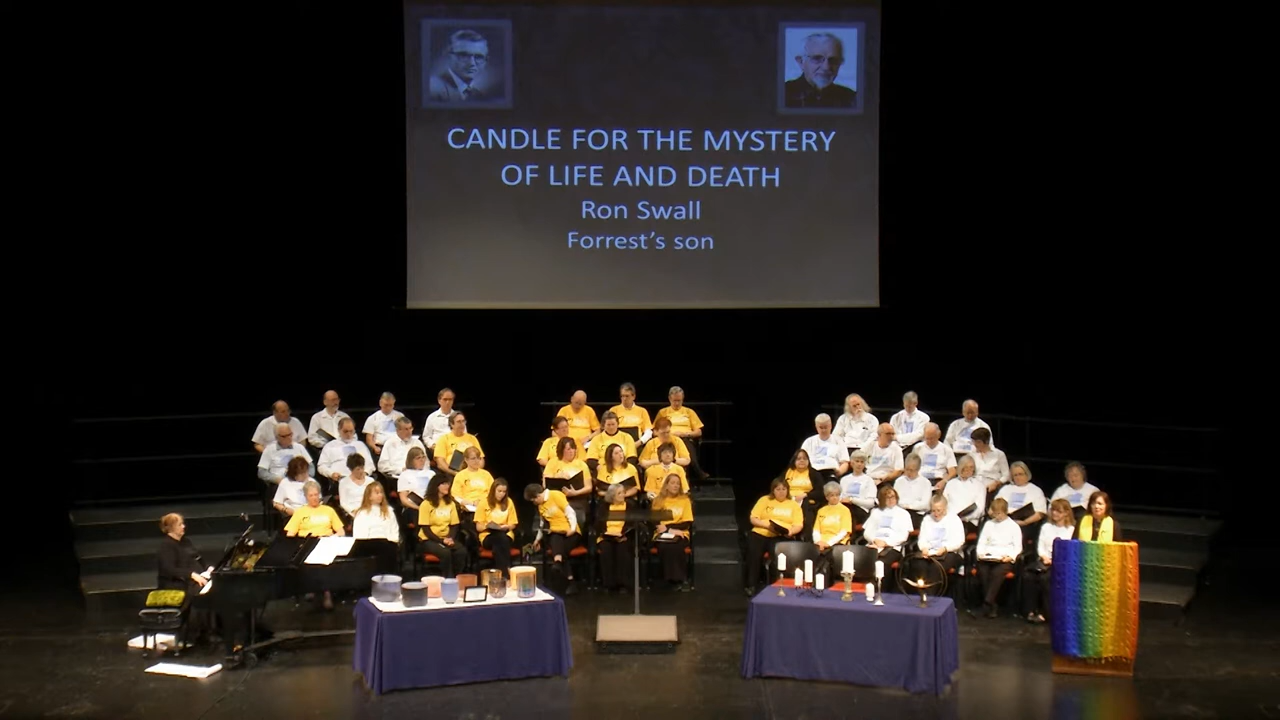 CANDLE FOR THE MYSTERY
OF LIFE AND DEATH
Ron Swall
Forrest's son